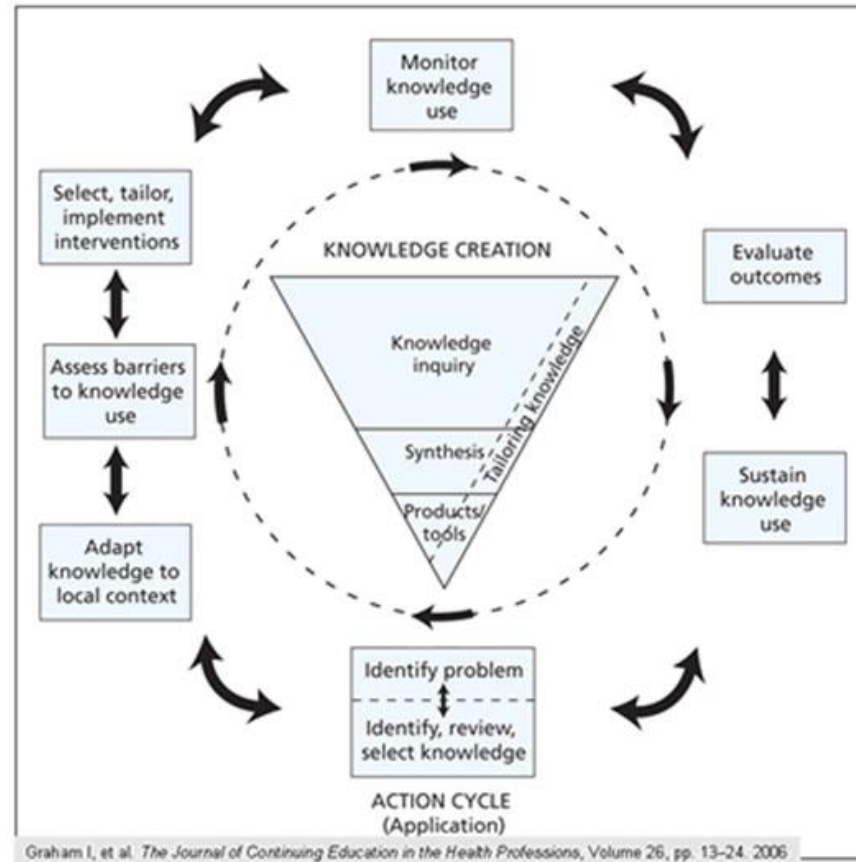 Monitor
knowledge
use
Select, tailor,
implement
interventions
Evaluate
outcomes
KNOWLEDGE CREATION
Knowledge
inquiry
Tailoring knowledge
Assess barriers
to knowledge
use
Synthesis
Products/
tools
Sustain
knowledge
use
Adapt
knowledge to
local context
Identify problem
Identify, review,
select knowledge
ACTION CYCLE
(Application)
Graham I, et al. The Journal of Continuing Education in the Health Professions, Volume 26, pp. 13–24. 2006